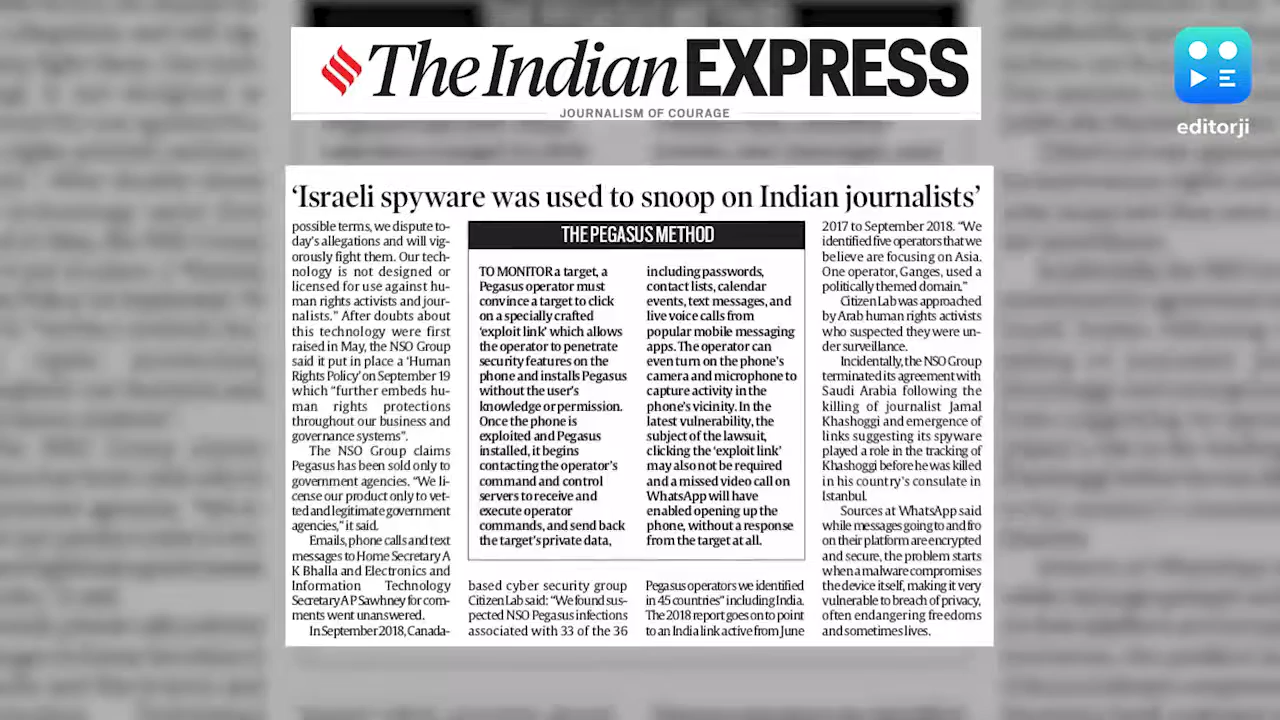 The Indian EXPRESS
JOURNALISM OF COURAGE
editorji
'Israeli spyware was used to snoop on Indian journalists'
possible terms, we dispute to-
day's allegations and will vig-
orously fight them. Our tech-
nology is not designed or
licensed for use against hu-
man rights activists and jour-
nalists." After doubts about
this technology were first
raised in May, the NSO Group
said it put in place a 'Human
Rights Policy' on September 19
which "further embeds hu-
man rights protections
throughout our business and
governance systems".
The NSO Group claims
Pegasus has been sold only to
government agencies. "We li-
cense our product only to vet-
ted and legitimate government
agencies," it said.
Emails, phone calls and text
messages to Home Secretary A
K Bhalla and Electronics and
Information Technology
Secretary A P Sawhney for com-
ments went unanswered.
In September 2018, Canada-
THE PEGASUS METHOD
TO MONITOR a target, a
Pegasus operator must
convince a target to click
on a specially crafted
'exploit link' which allows
the operator to penetrate
security features on the
phone and installs Pegasus
without the user's
knowledge or permission.
Once the phone is
exploited and Pegasus
installed, it begins
contacting the operator's
command and control
servers to receive and
execute operator
commands, and send back
the target's private data,
including passwords,
contact lists, calendar
events, text messages, and
live voice calls from
popular mobile messaging
apps. The operator can
even turn on the phone's
camera and microphone to
capture activity in the
phone's vicinity. In the
latest vulnerability, the
subject of the lawsuit,
clicking the 'exploit link'
may also not be required
and a missed video call on
WhatsApp will have
enabled opening up the
phone, without a response
from the target at all.
based cyber security group
Citizen Lab said: "We found sus-
pected NSO Pegasus infections
associated with 33 of the 36
Pegasus operators we identified
in 45 countries" including India.
The 2018 report goes on to point
to an India link active from June
2017 to September 2018. "We
identified five operators that we
believe are focusing on Asia.
One operator, Ganges, used a
politically themed domain."
Citizen Lab was approached
by Arab human rights activists
who suspected they were un-
der surveillance.
Incidentally, the NSO Group
terminated its agreement with
Saudi Arabia following the
killing of journalist Jamal
Khashoggi and emergence of
links suggesting its spyware
played a role in the tracking of
Khashoggi before he was killed
in his country's consulate in
Istanbul.
Sources at WhatsApp said
while messages going to and fro
on their platform are encrypted
and secure, the problem starts
when a malware compromises
the device itself, making it very
vulnerable to breach of privacy,
often endangering freedoms
and sometimes lives.